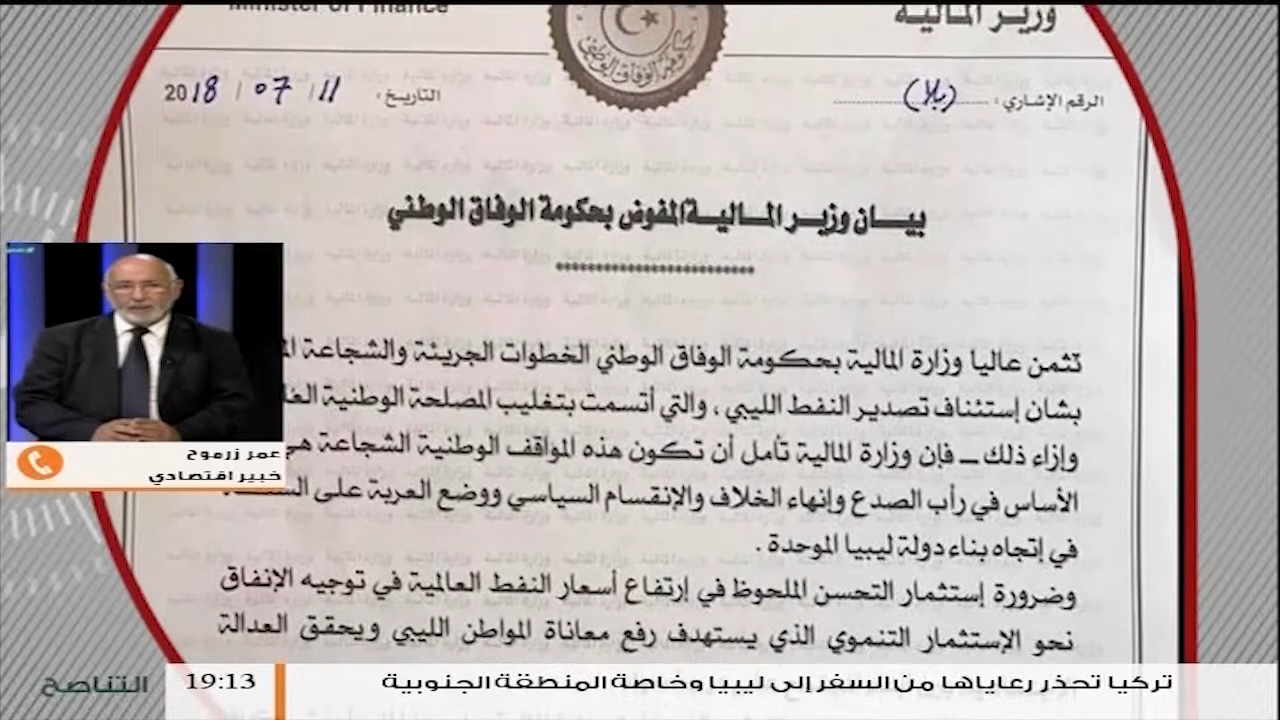 Minister of Finance
وزير المالية
حكومة الوفاق الوطني
الرقم الإشاري:
التاريخ: 11 / 07 / 2018
بيان وزير المالية المفوض بحكومة الوفاق الوطني
تثمن عاليا وزارة المالية بحكومة الوفاق الوطني الخطوات الجريئة والشجاعة
بشان إستئناف تصدير النفط الليبي ، والتي أتسمت بتغليب المصلحة الوطنية
وإزاء ذلك – فإن وزارة المالية تأمل أن تكون هذه المواقف الوطنية الشجاعة هي
الأساس في رأب الصدع وإنهاء الخلاف والإنقسام السياسي ووضع العربة على
في إتجاه بناء دولة ليبيا الموحدة .
وضرورة إستثمار التحسن الملحوظ في إرتفاع أسعار النفط العالمية في توجيه الإنفاق
نحو الإستثمار التنموي الذي يستهدف رفع معاناة المواطن الليبي ويحقق العدالة
عمر زرموح
خبير اقتصادي
تركيا تحذر رعاياها من السفر إلى ليبيا وخاصة المنطقة الجنوبية
19:13
التناصح